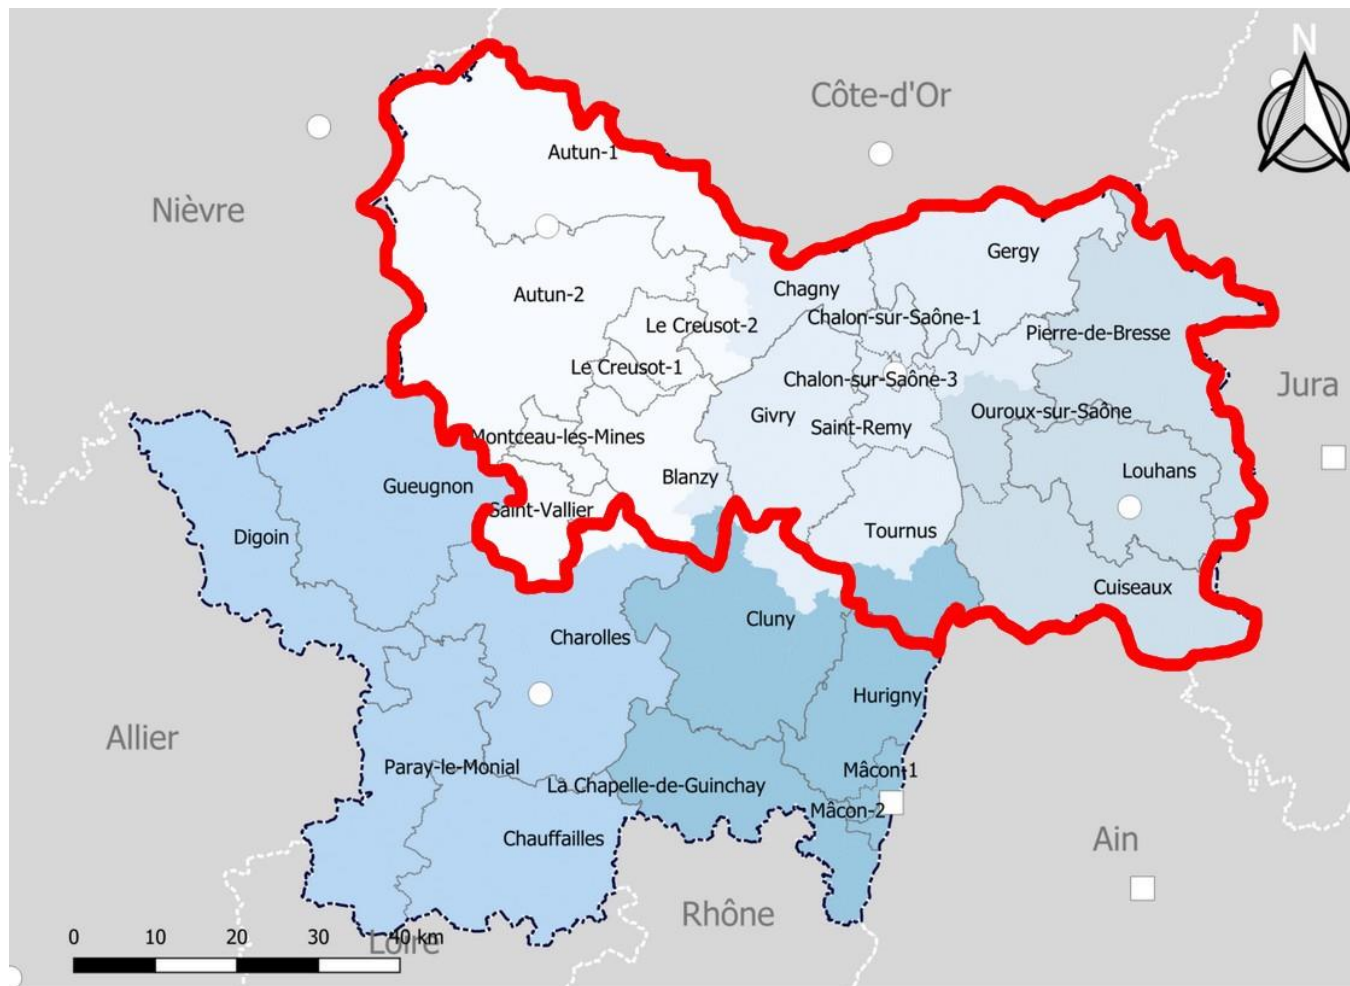 N
Côte-d'Or
Autun-1
Nièvre
Gergy
Chagny
Autun-2
Chalon-sur-Saône-1
Le Creusot-2
Pierre-de-Bresse
Le Creusot-1
Chalon-sur-Saône-3
Jura
Givry
Ouroux-sur-Saône
Saint-Remy
Montceau-les-Mines
Louhans
Blanzy
Gueugnon
Saint-Vallier
Tournus
Digoin
Cuiseaux
Cluny
Charolles
Hurigny
Allier
Paray-le-Monial
Mâcon-1
La Chapelle-de-Guinchay
Mâcon-2
Chauffailles
Ain
Rhône
0 10 20 30 40 km
Loire